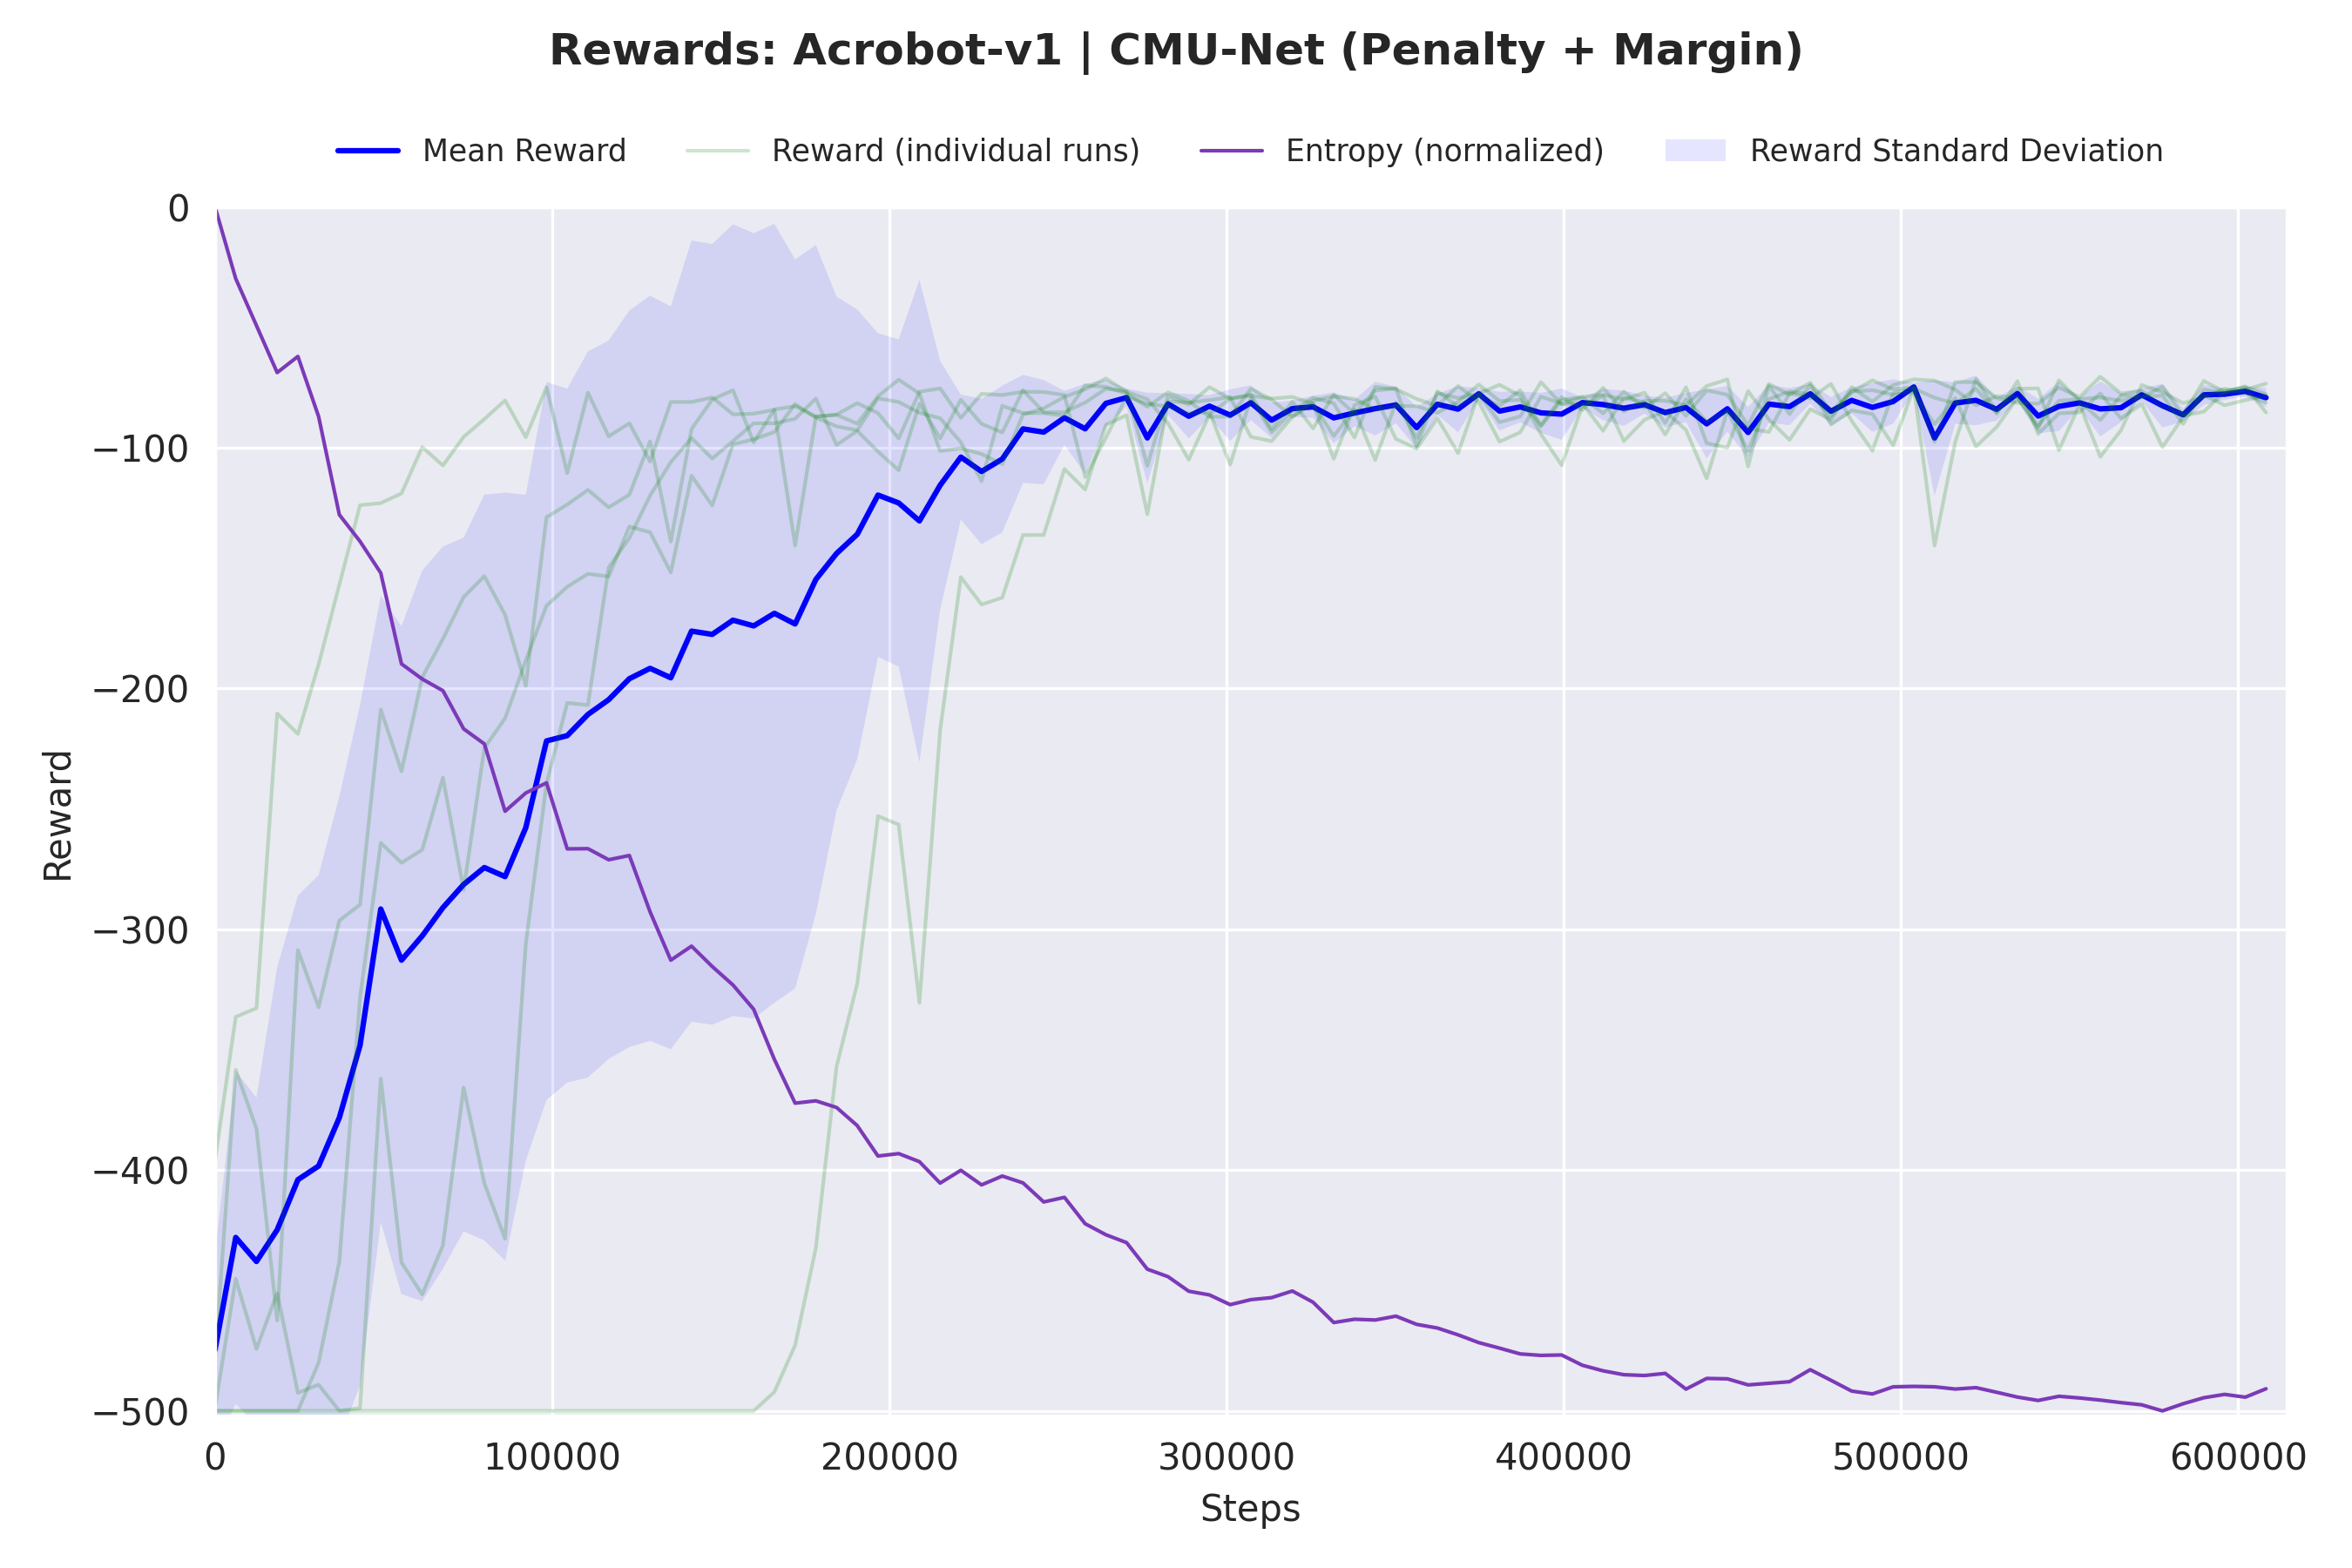 Rewards: Acrobot-v1 | CMU-Net (Penalty + Margin)
Mean Reward Reward (individual runs) Entropy (normalized) Reward Standard Deviation
0
−100
−200
−300
−400
−500
Reward
0 100000 200000 300000 400000 500000 600000
Steps